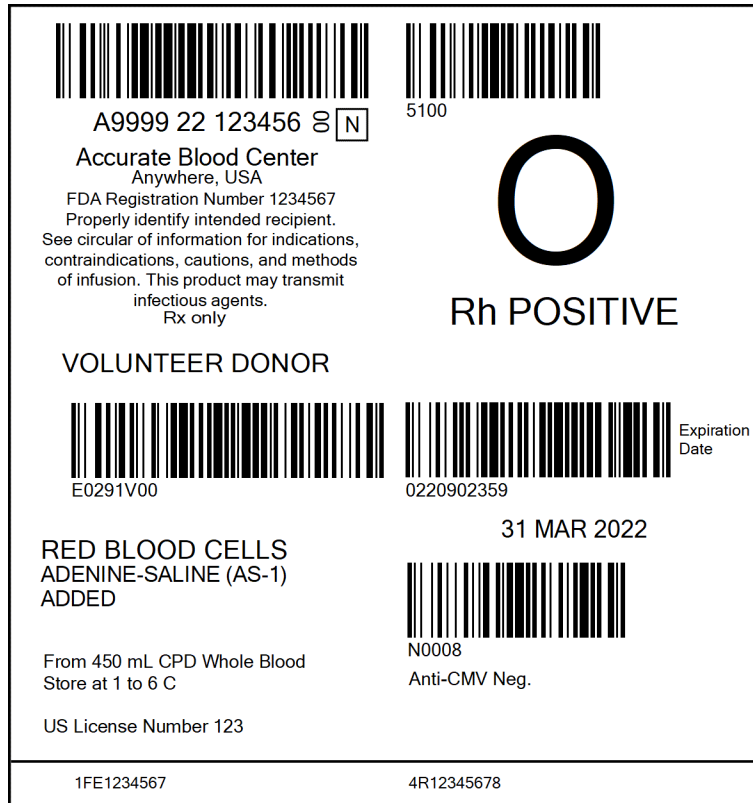 A9999 22 123456 00 N
Accurate Blood Center
Anywhere, USA
FDA Registration Number 1234567
Properly identify intended recipient.
See circular of information for indications,
contraindications, cautions, and methods
of infusion. This product may transmit
infectious agents.
Rx only
VOLUNTEER DONOR
5100
O
Rh POSITIVE
E0291V00
RED BLOOD CELLS
ADENINE-SALINE (AS-1)
ADDED
From 450 mL CPD Whole Blood
Store at 1 to 6 C
US License Number 123
0220902359
Expiration
Date
31 MAR 2022
N0008
Anti-CMV Neg.
1FE1234567
4R12345678